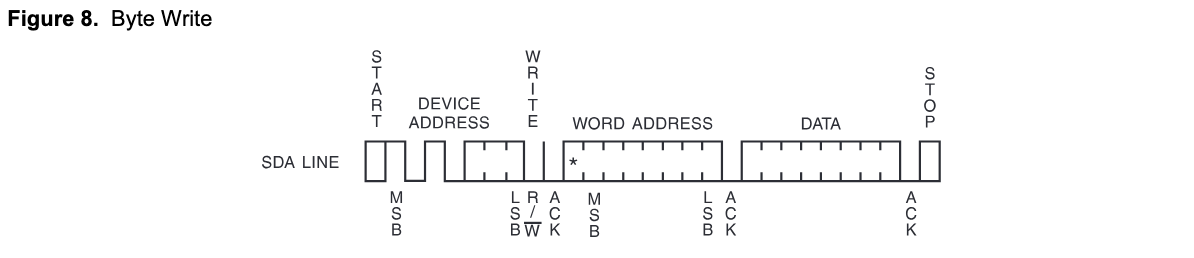 Figure 8. Byte Write
START
WRITE
STOP
DEVICE
ADDRESS
WORD ADDRESS
DATA
SDA LINE
*
MSB
LSB
R/W
ACK
MSB
LSB
ACK
ACK